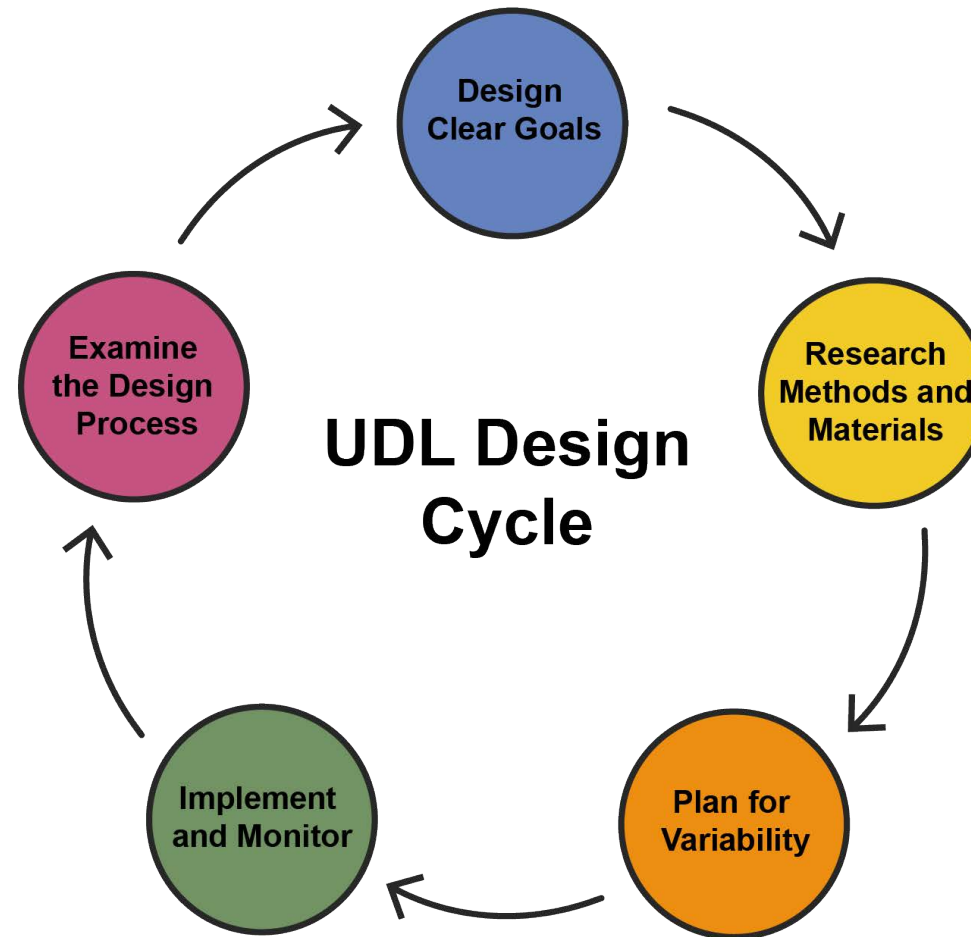 Design
Clear Goals
Research
Methods and
Materials
Plan for
Variability
Implement
and Monitor
Examine
the Design
Process
UDL Design
Cycle